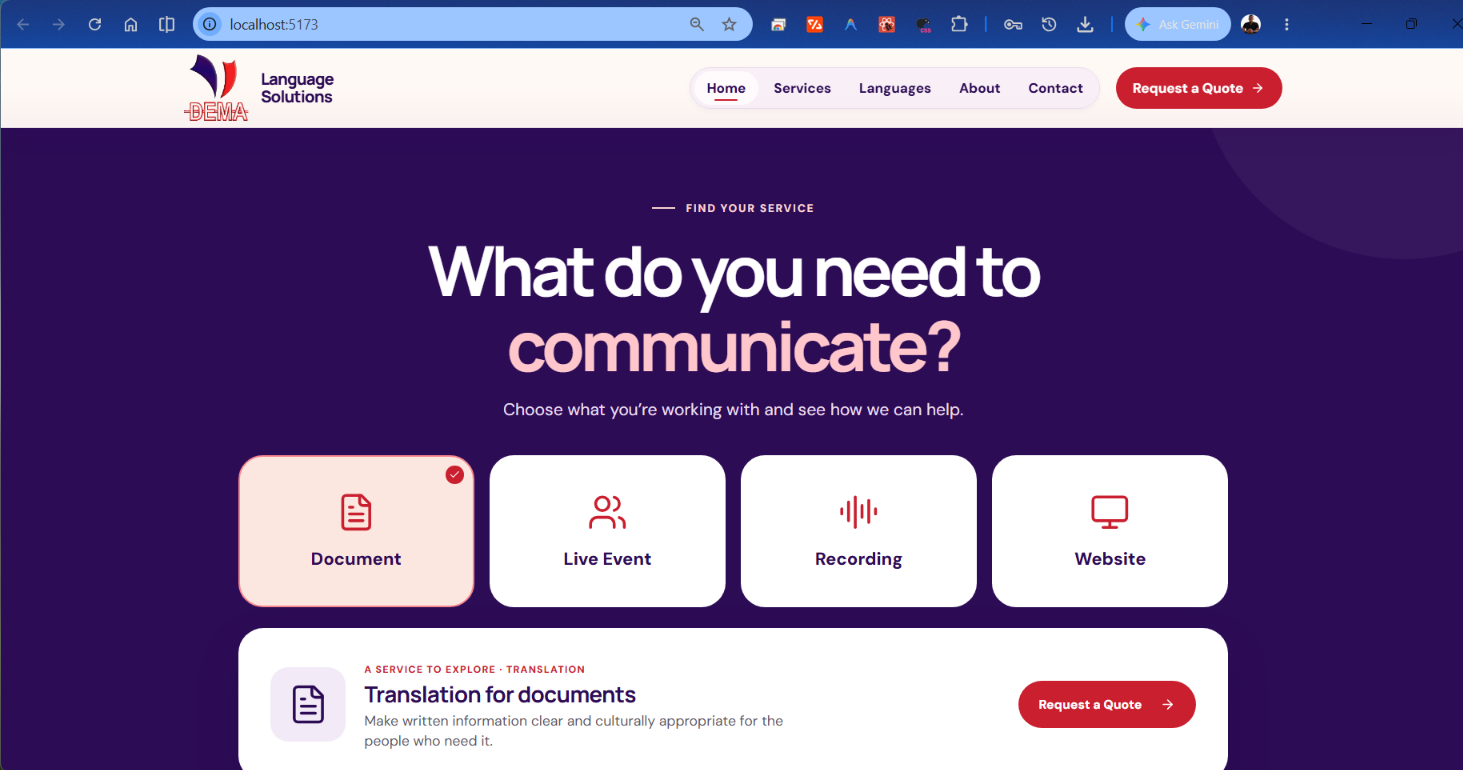 localhost:5173
Ask Gemini
DEMA
Language
Solutions
Home
Services
Languages
About
Contact
Request a Quote →
FIND YOUR SERVICE
What do you need to
communicate?
Choose what you’re working with and see how we can help.
Document
Live Event
Recording
Website
A SERVICE TO EXPLORE · TRANSLATION
Translation for documents
Make written information clear and culturally appropriate for the
people who need it.
Request a Quote →